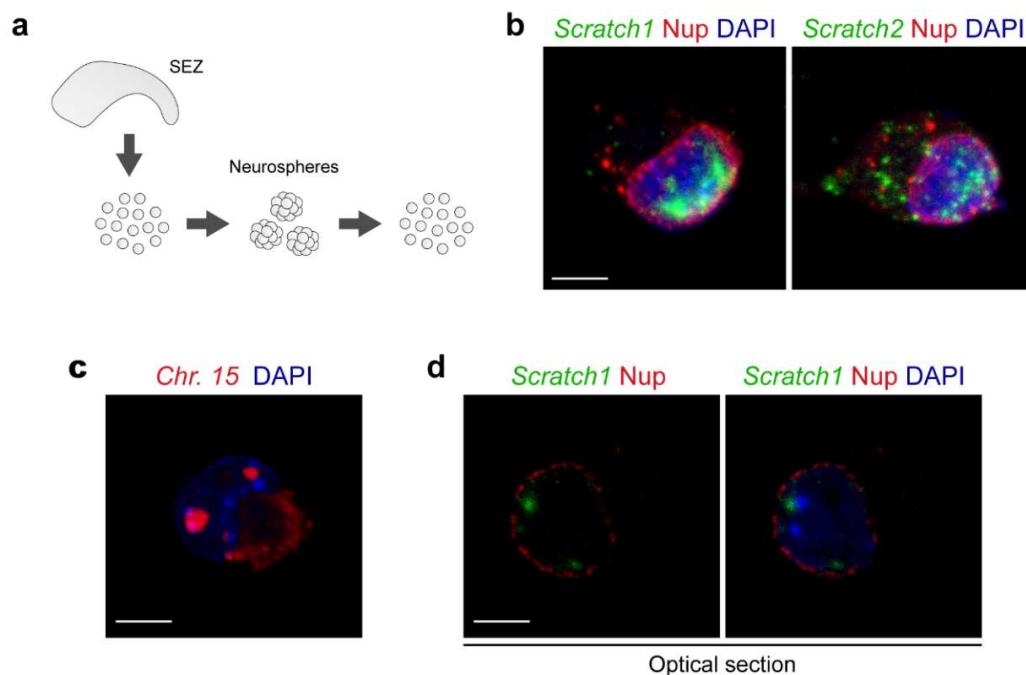 a
SEZ
Neurospheres
b
Scratch1 Nup DAPI
Scratch2 Nup DAPI
c
Chr. 15 DAPI
d
Scratch1 Nup
Scratch1 Nup DAPI
Optical section